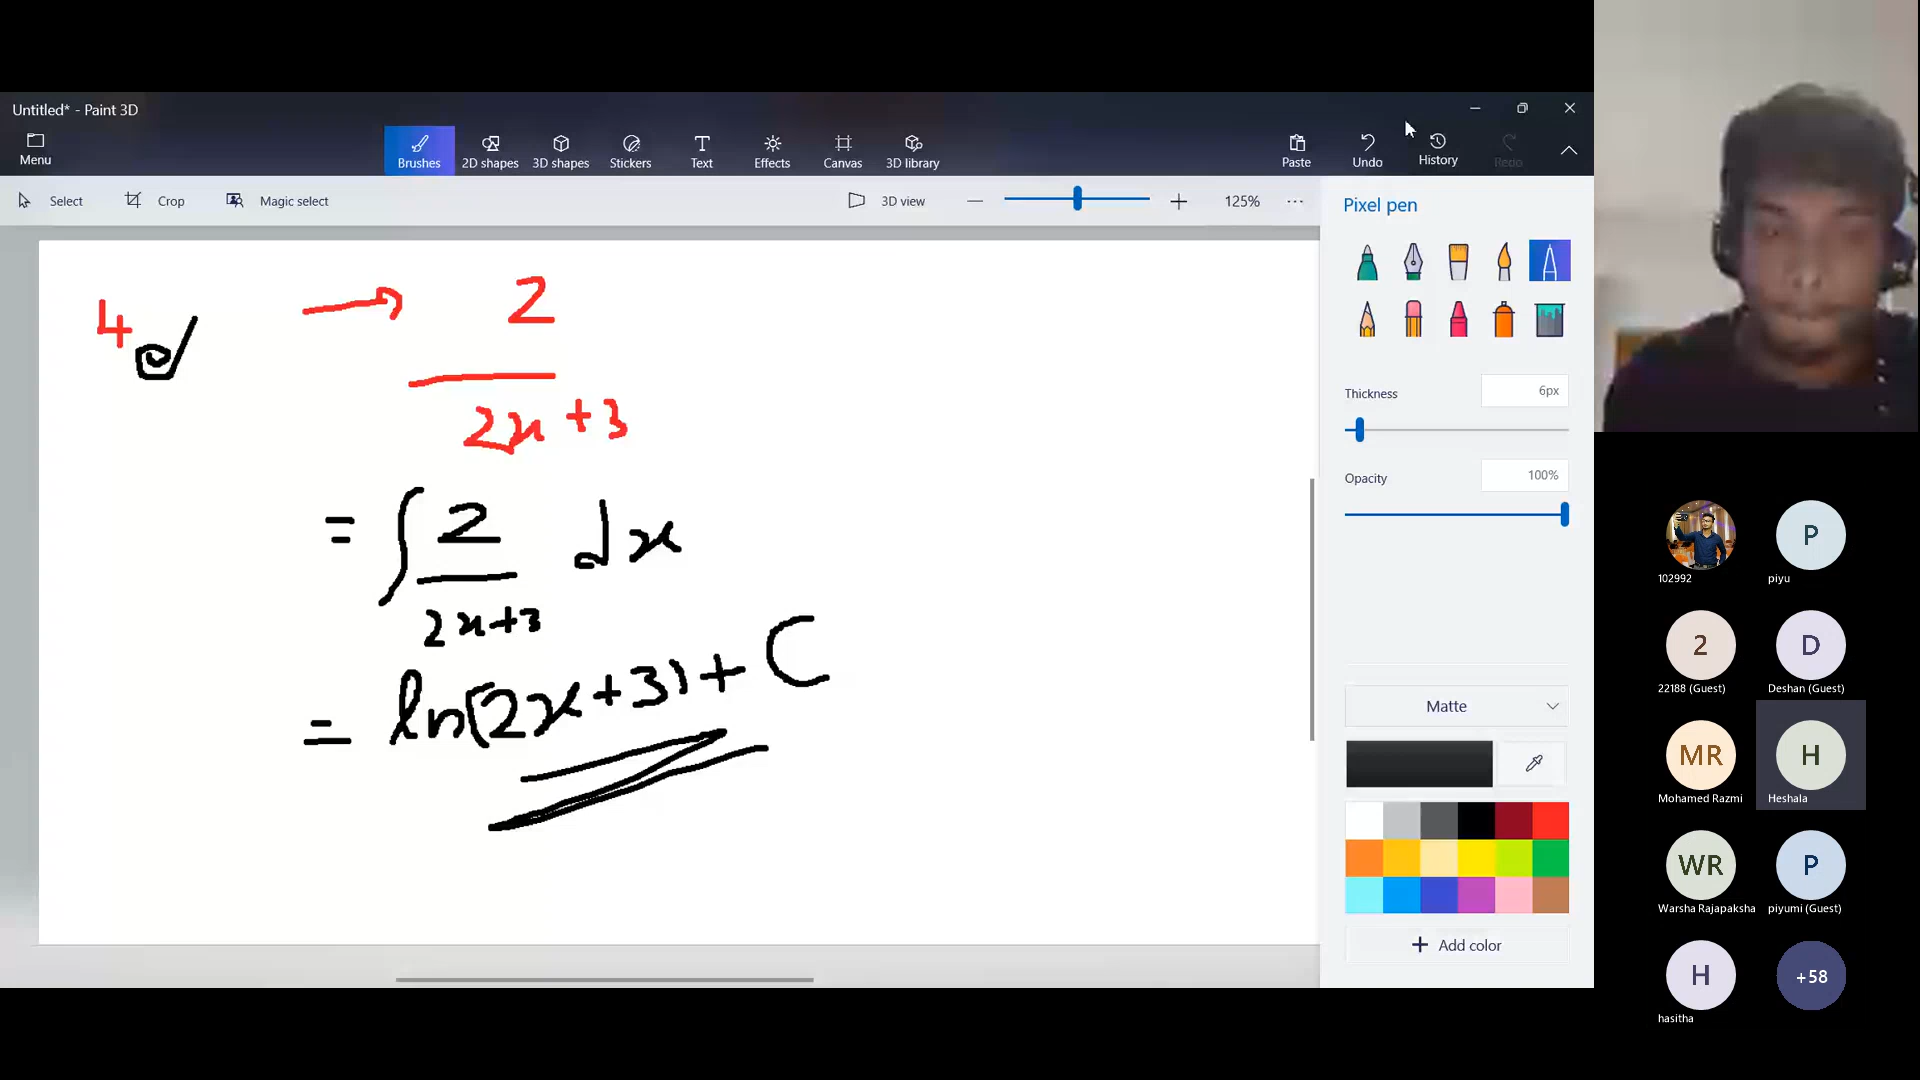 Untitled* - Paint 3D
Menu
Brushes
2D shapes
3D shapes
Stickers
Text
Effects
Canvas
3D library
Paste
Undo
History
Redo
Select
Crop
Magic select
3D view
125%
Pixel pen
Thickness
6px
Opacity
100%
Matte
Add color
4
2
2x+3
= ∫ 2 dx
2x+3
= ln(2x+3) + C
102992
P
piyu
2
22188 (Guest)
D
Deshan (Guest)
MR
Mohamed Razmi
H
Heshala
WR
Warsha Rajapaksha
P
piyumi (Guest)
H
hasitha
+58